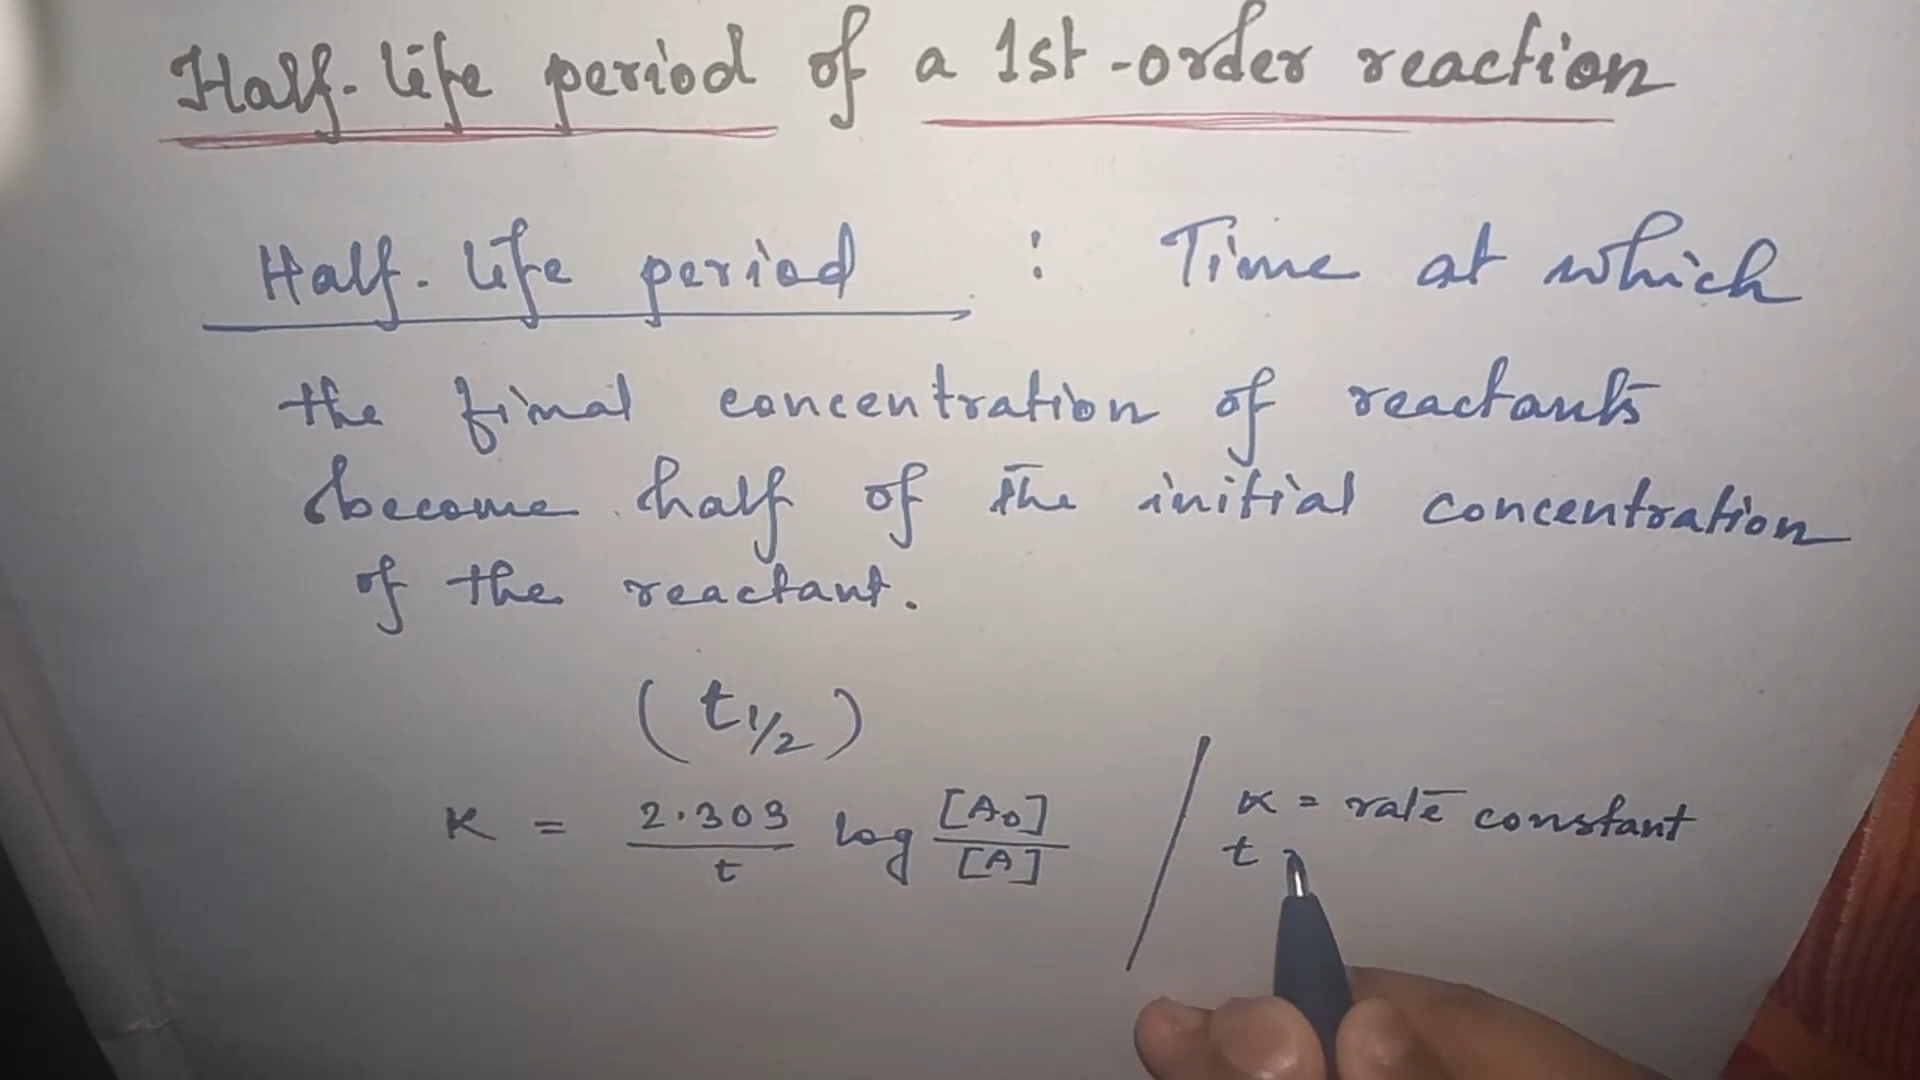 Half-life period of a 1st-order reaction
Half-life period : Time at which
the final concentration of reactants
become half of the initial concentration
of the reactant.
(t1/2)
K = 2.303/t log [A0]/[A]
K = rate constant
t